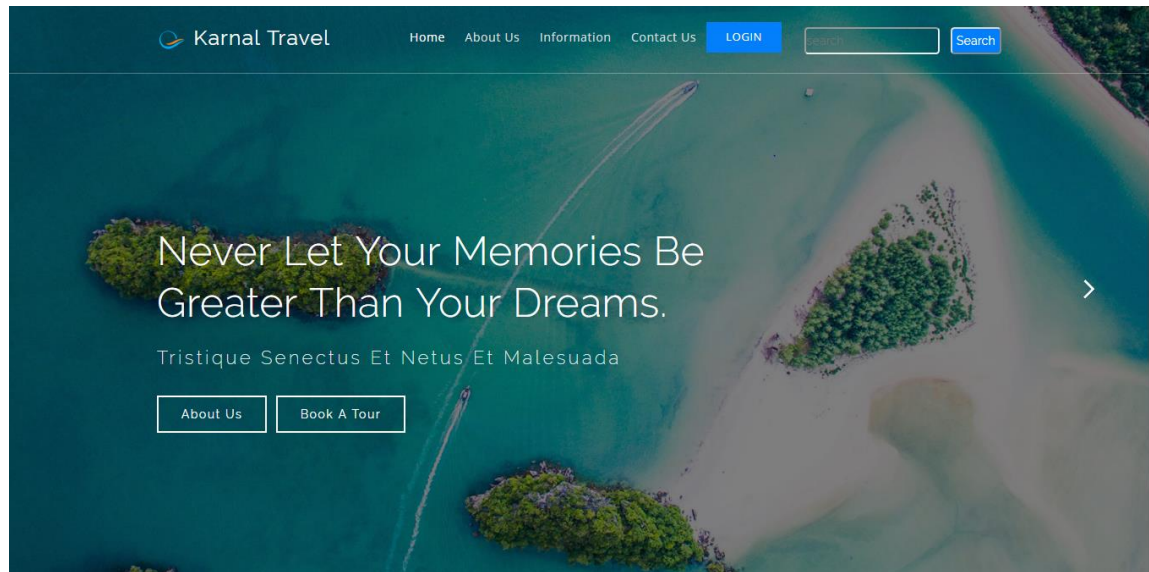 Karnal Travel
Home About Us Information Contact Us LOGIN search Search
Never Let Your Memories Be
Greater Than Your Dreams.
Tristique Senectus Et Netus Et Malesuada
About Us Book A Tour